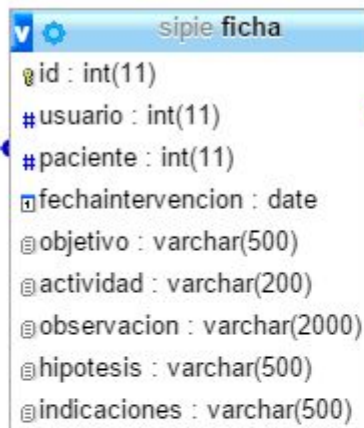 v sipie ficha
id : int(11)
# usuario : int(11)
# paciente : int(11)
fechaintervencion : date
objetivo : varchar(500)
actividad : varchar(200)
observacion : varchar(2000)
hipotesis : varchar(500)
indicaciones : varchar(500)